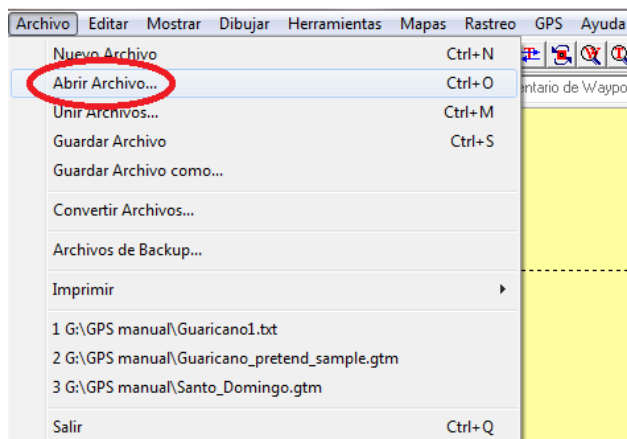 Archivo Editar Mostrar Dibujar Herramientas Mapas Rastreo GPS Ayuda
Nuevo Archivo Ctrl+N
Abrir Archivo... Ctrl+O
Unir Archivos... Ctrl+M
Guardar Archivo Ctrl+S
Guardar Archivo como...
Convertir Archivos...
Archivos de Backup...
Imprimir
1 G:\GPS manual\Guaricano1.txt
2 G:\GPS manual\Guaricano_pretend_sample.gtm
3 G:\GPS manual\Santo_Domingo.gtm
Salir Ctrl+Q
entario de Waypo